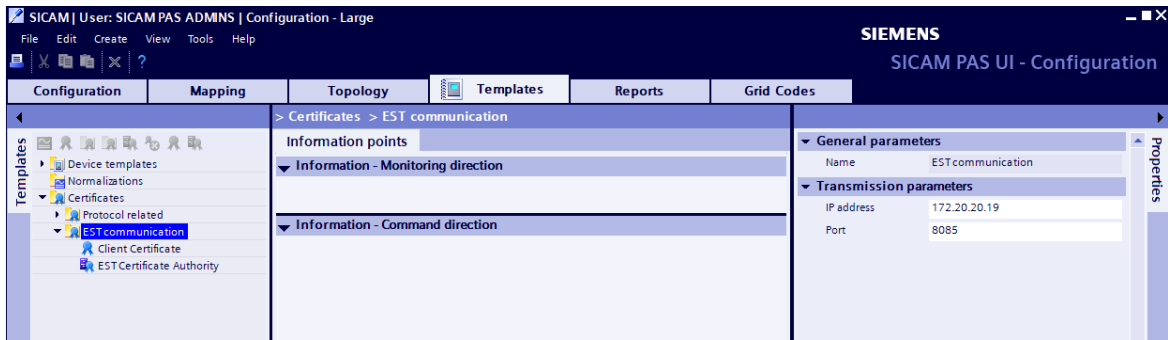 SICAM | User: SICAM PAS ADMINS | Configuration - Large
File Edit Create View Tools Help
SIEMENS
SICAM PAS UI - Configuration
Configuration Mapping Topology Templates Reports Grid Codes
> Certificates > EST communication
Templates
Information points
Information - Monitoring direction
Information - Command direction
Device templates
Normalizations
Certificates
Protocol related
EST communication
Client Certificate
EST Certificate Authority
General parameters
Name EST communication
Transmission parameters
IP address 172.20.20.19
Port 8085
Properties